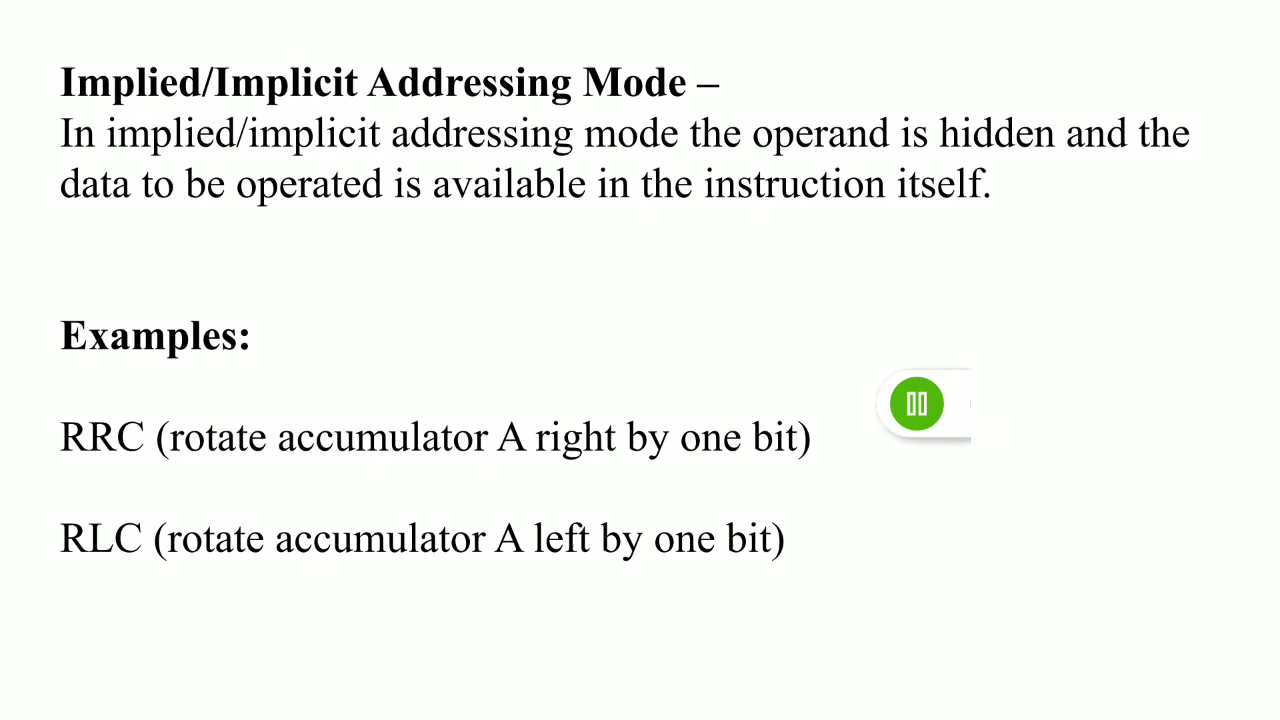 Implied/Implicit Addressing Mode –
In implied/implicit addressing mode the operand is hidden and the
data to be operated is available in the instruction itself.
Examples:
RRC (rotate accumulator A right by one bit)
RLC (rotate accumulator A left by one bit)